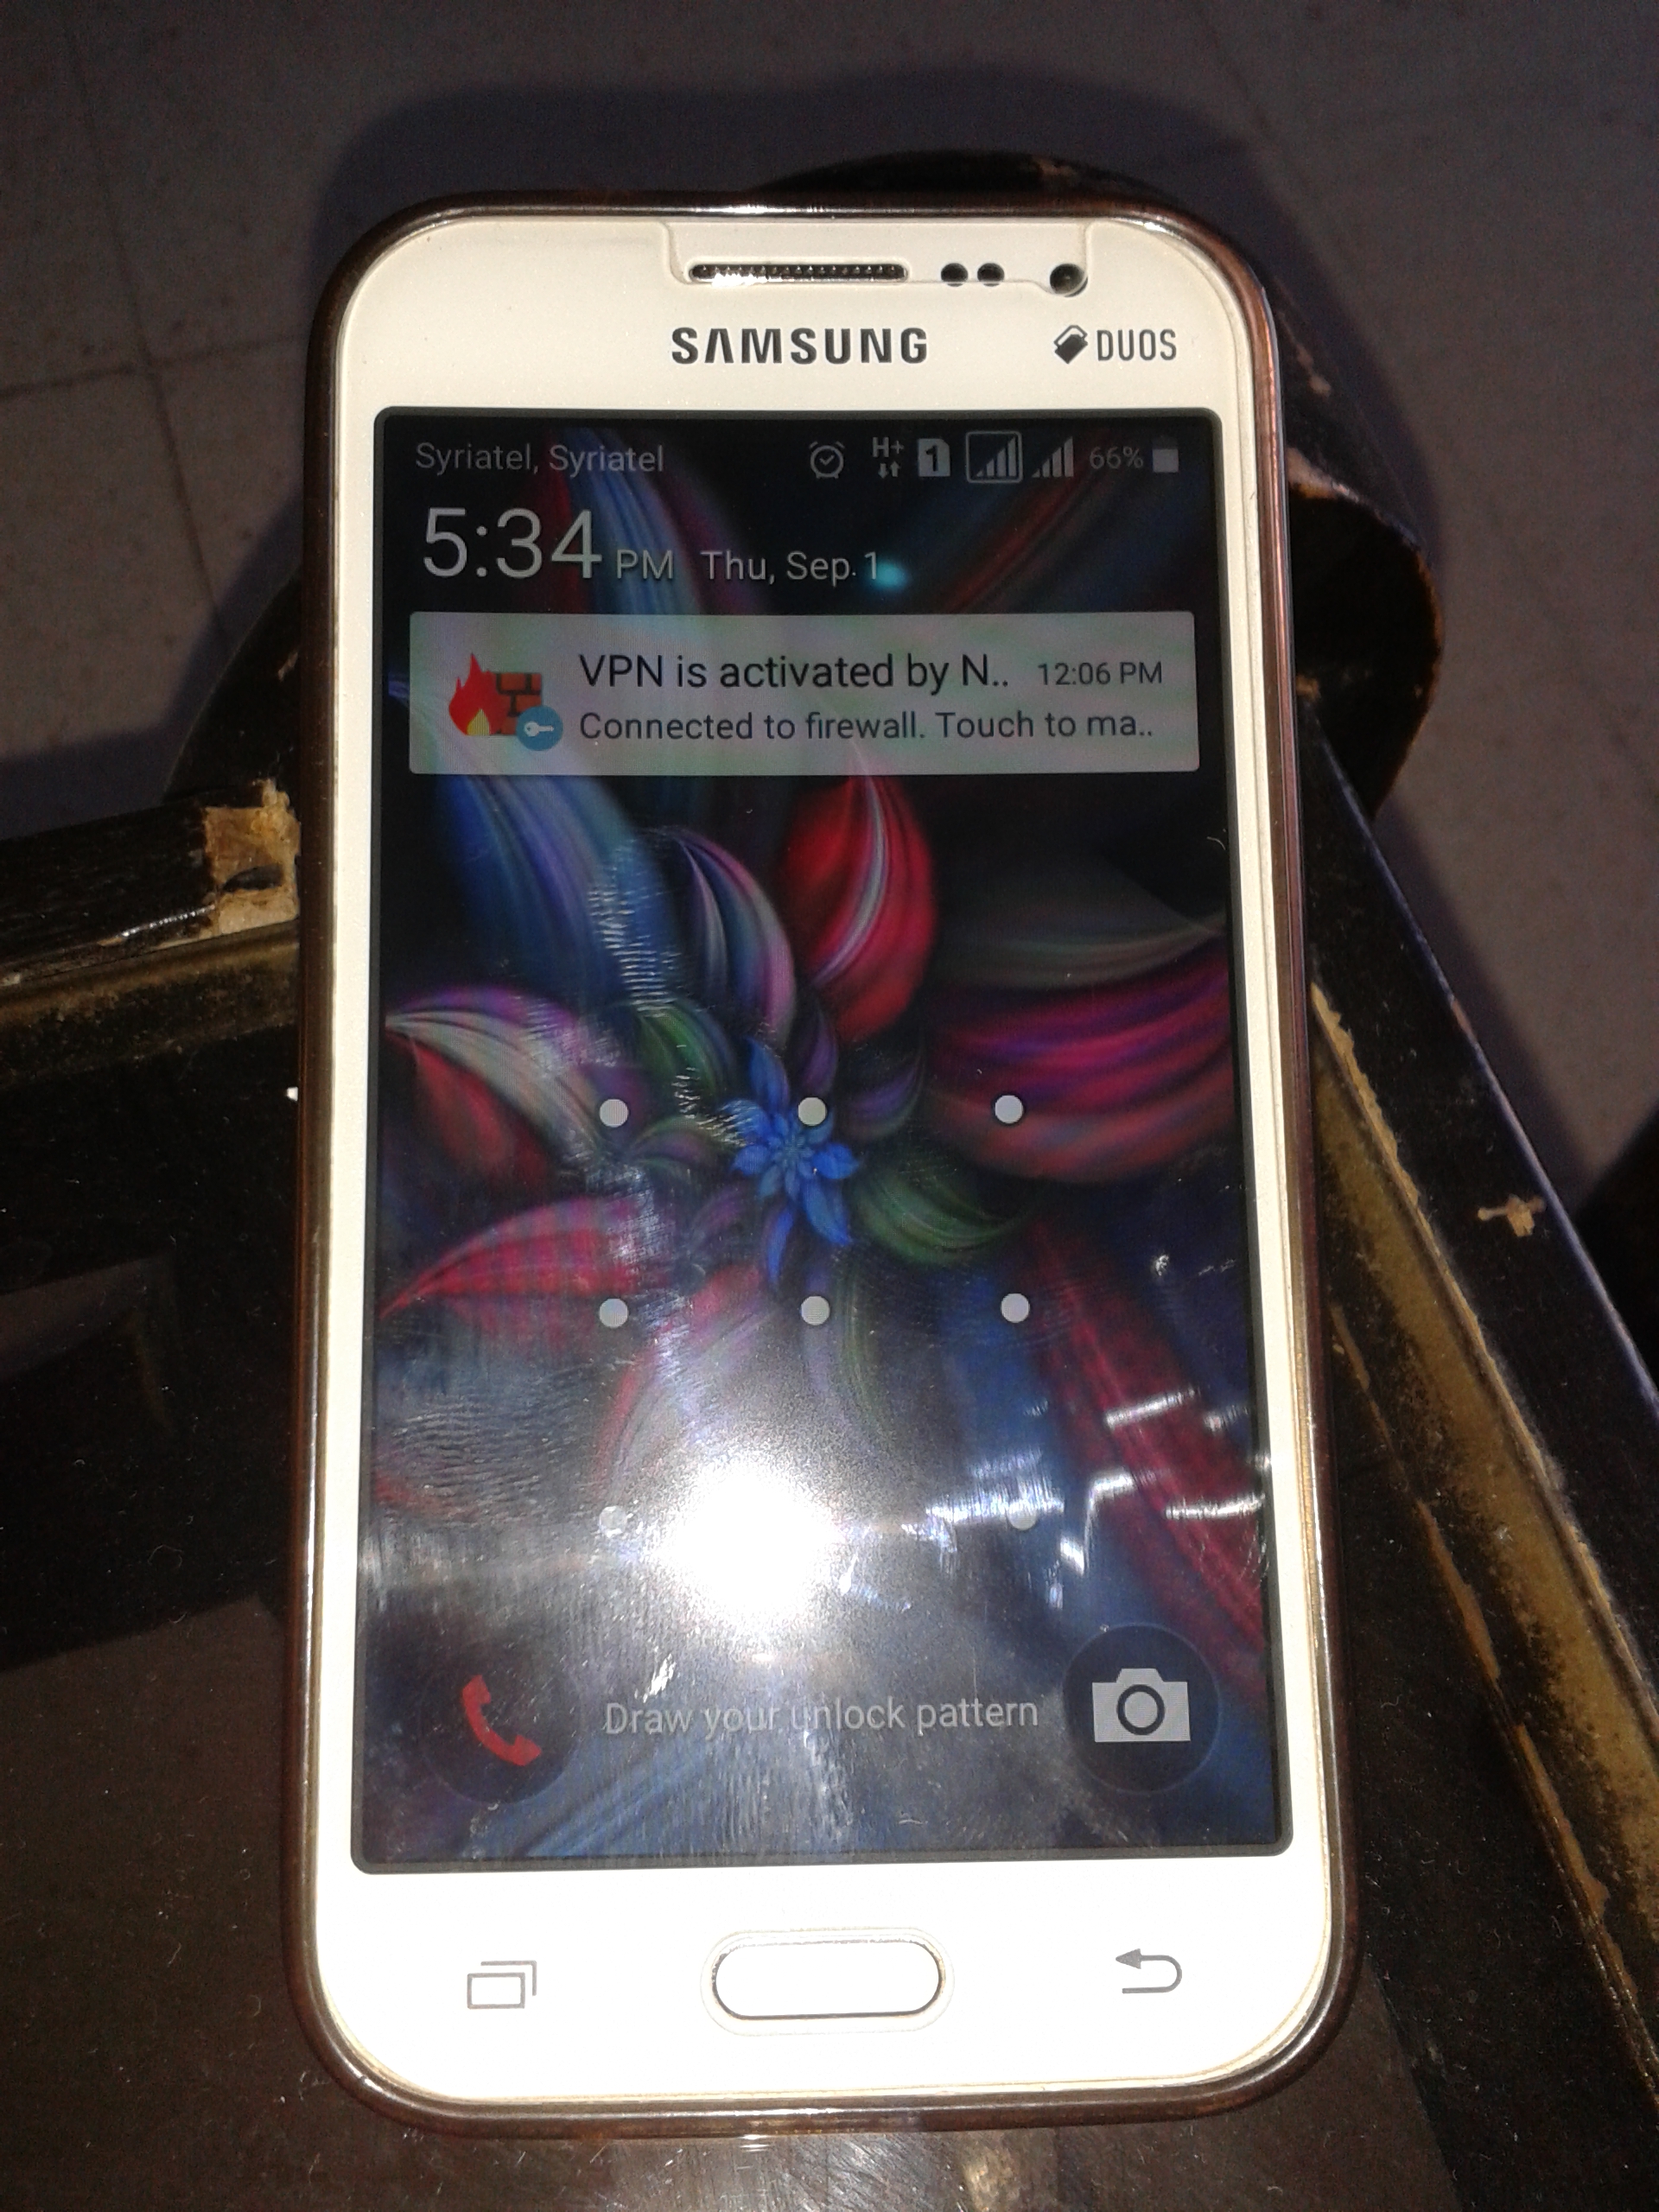 SAMSUNG DUOS
Syriatel, Syriatel H+ 1 66%
5:34 PM Thu, Sep. 1
VPN is activated by N.. 12:06 PM
Connected to firewall. Touch to ma..
Draw your unlock pattern